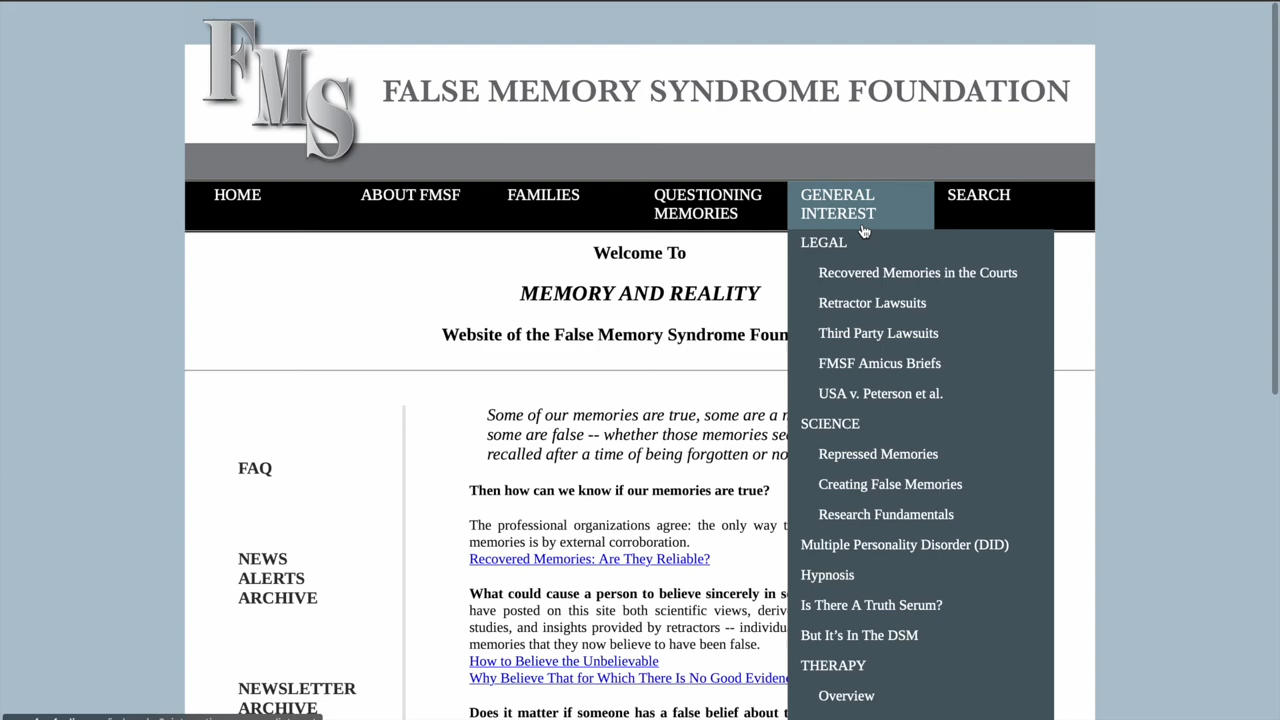 FMS
FALSE MEMORY SYNDROME FOUNDATION
HOME
ABOUT FMSF
FAMILIES
QUESTIONING
MEMORIES
GENERAL
INTEREST
SEARCH
LEGAL
Recovered Memories in the Courts
Retractor Lawsuits
Third Party Lawsuits
FMSF Amicus Briefs
USA v. Peterson et al.
SCIENCE
Repressed Memories
Creating False Memories
Research Fundamentals
Multiple Personality Disorder (DID)
Hypnosis
Is There A Truth Serum?
But It's In The DSM
THERAPY
Overview
Welcome To
MEMORY AND REALITY
Website of the False Memory Syndrome Foun
FAQ
NEWS
ALERTS
ARCHIVE
NEWSLETTER
ARCHIVE
Some of our memories are true, some are a m
some are false -- whether those memories see
recalled after a time of being forgotten or no
Then how can we know if our memories are true?
The professional organizations agree: the only way t
memories is by external corroboration.
Recovered Memories: Are They Reliable?
What could cause a person to believe sincerely in s
have posted on this site both scientific views, deriv
studies, and insights provided by retractors -- individu
memories that they now believe to have been false.
How to Believe the Unbelievable
Why Believe That for Which There Is No Good Evidenc
Does it matter if someone has a false belief about t